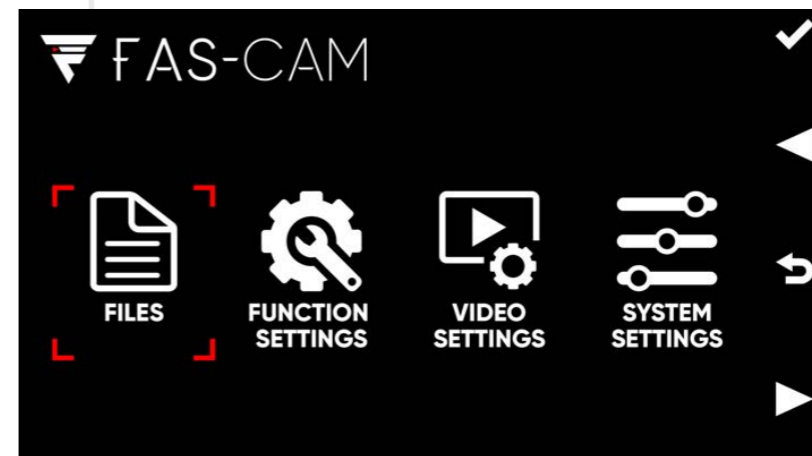 FAS-CAM
FILES
FUNCTION
SETTINGS
VIDEO
SETTINGS
SYSTEM
SETTINGS